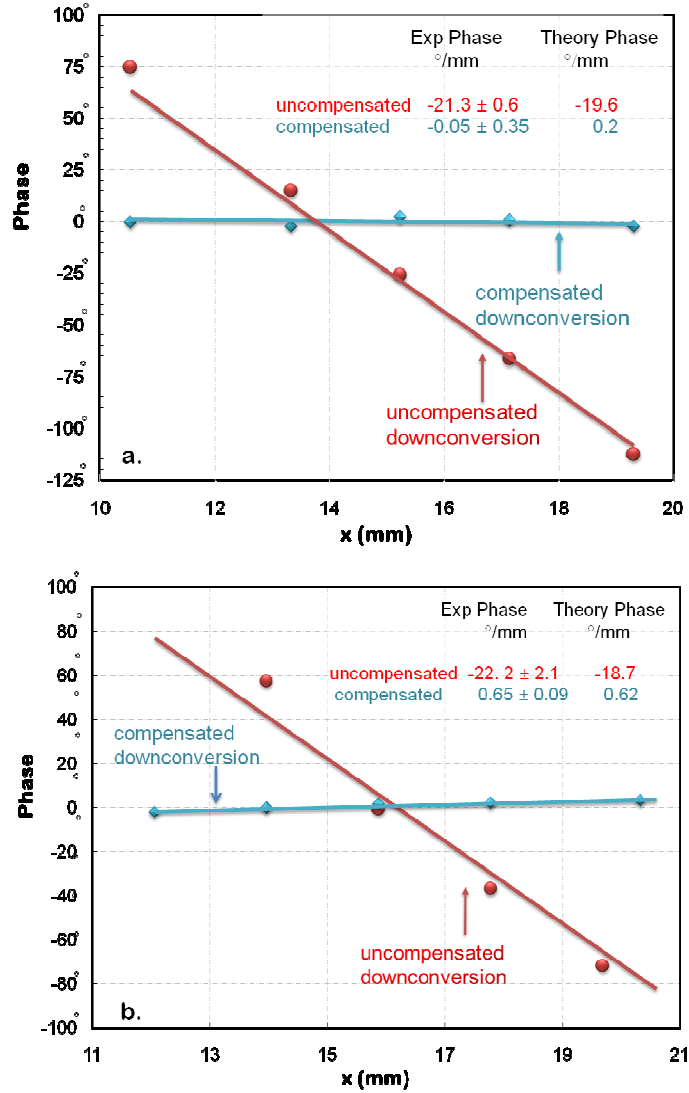 100°
75°
50°
25°
0°
-25°
-50°
-75°
-100°
-125°
Phase
Exp Phase Theory Phase
°/mm °/mm
uncompensated -21.3 ± 0.6 -19.6
compensated -0.05 ± 0.35 0.2
compensated
downconversion
uncompensated
downconversion
a.
10 12 14 16 18 20
x (mm)
100°
80°
60°
40°
20°
0°
-20°
-40°
-60°
-80°
-100°
Phase
Exp Phase Theory Phase
°/mm °/mm
uncompensated -22. 2 ± 2.1 -18.7
compensated 0.65 ± 0.09 0.62
compensated
downconversion
uncompensated
downconversion
b.
11 13 15 17 19 21
x (mm)